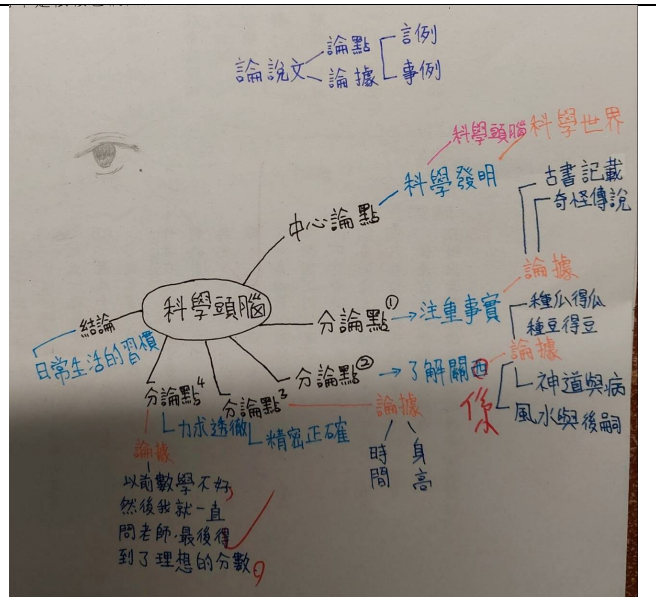 論說文
論點
論據
言例
事例
科學頭腦
科學世界
科學發明
中心論點
科學頭腦
分論點①
注重事實
論據
古書記載
奇怪傳說
分論點②
了解關西
係
論據
種瓜得瓜
種豆得豆
神道與病
風水與後嗣
分論點3
精密正確
論據
時間
身高
分論點4
力求透徹
論據
以前數學不好,
然後我就一直
問老師.最後得
到了理想的分數。
結論
日常生活的習慣